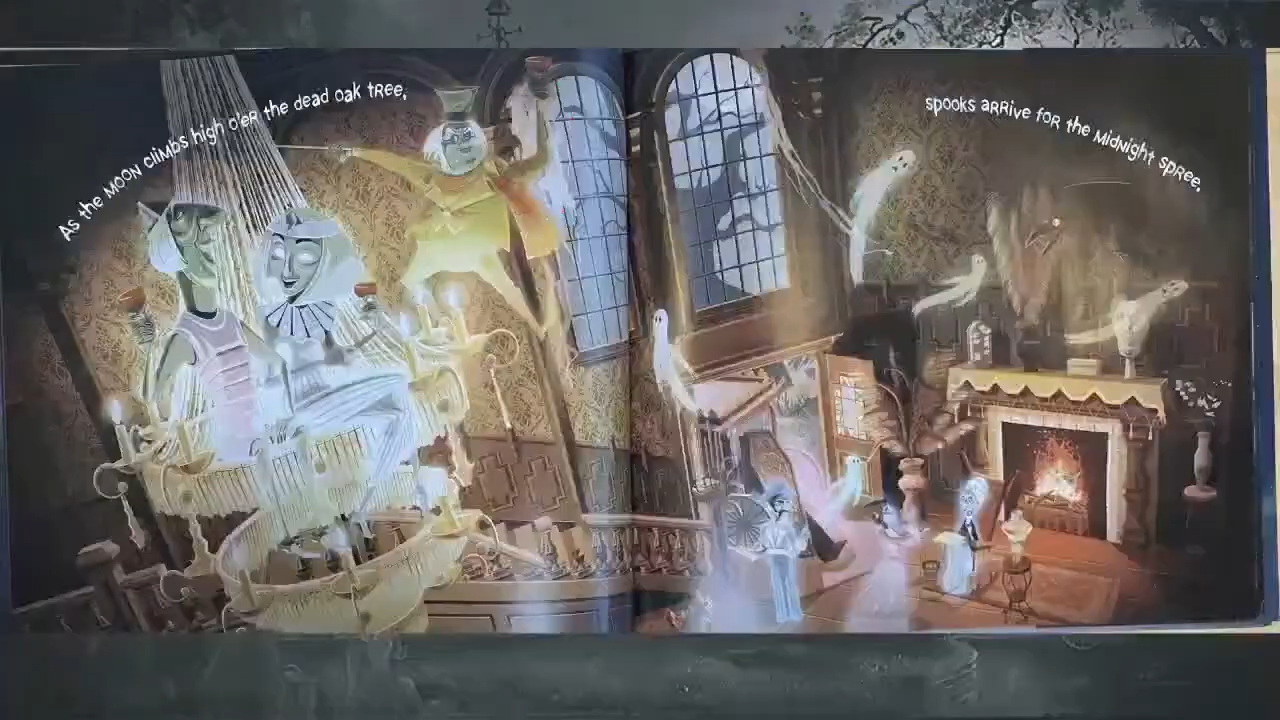 As the MOON climbs high o'er the dead oak tree,
spooks arrive for the midnight spree.